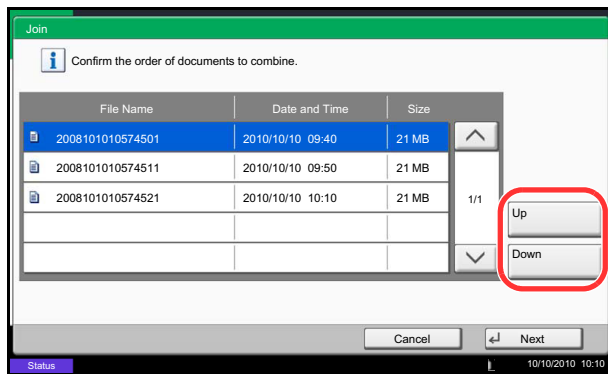 Join
i Confirm the order of documents to combine.
File Name Date and Time Size
2008101010574501 2010/10/10 09:40 21 MB
2008101010574511 2010/10/10 09:50 21 MB
2008101010574521 2010/10/10 10:10 21 MB
1/1
Up
Down
Cancel Next
Status 10/10/2010 10:10